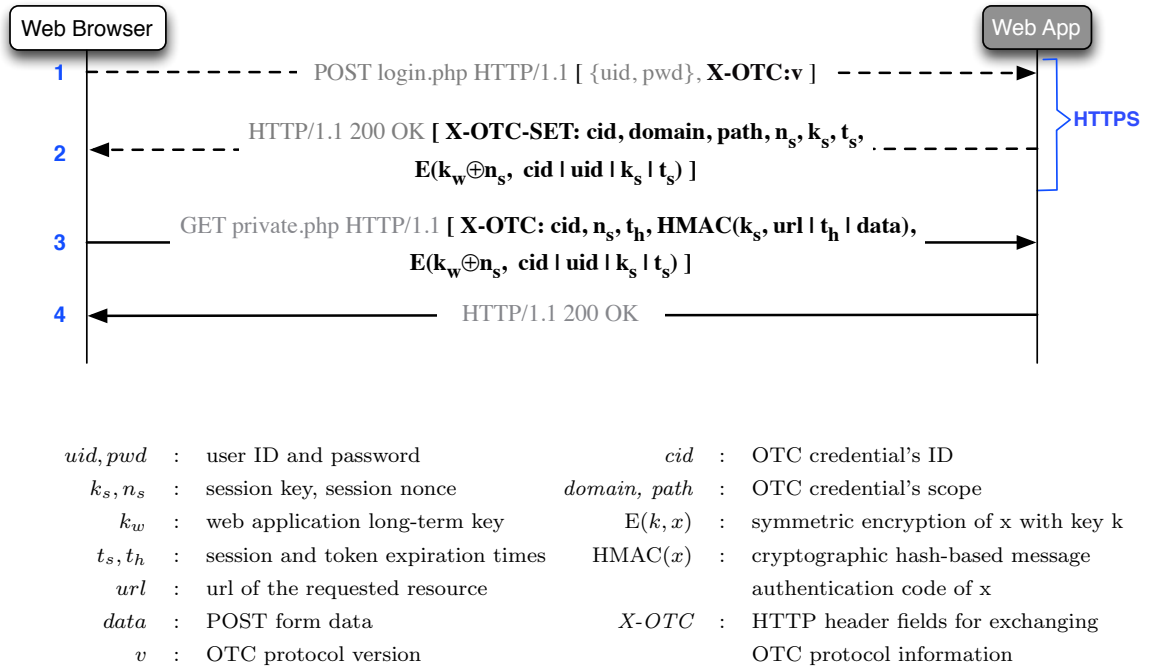 Web Browser Web App
1 POST login.php HTTP/1.1 [ {uid, pwd}, X-OTC:v ]
HTTPS
HTTP/1.1 200 OK [ X-OTC-SET: cid, domain, path, nₛ, kₛ, tₛ,
2
E(k_w⊕nₛ, cid | uid | kₛ | tₛ) ]
GET private.php HTTP/1.1 [ X-OTC: cid, nₛ, tₕ, HMAC(kₛ, url | tₕ | data),
3
E(k_w⊕nₛ, cid | uid | kₛ | tₛ) ]
4 HTTP/1.1 200 OK
uid, pwd : user ID and password
kₛ, nₛ : session key, session nonce
k_w : web application long-term key
tₛ, tₕ : session and token expiration times
url : url of the requested resource
data : POST form data
v : OTC protocol version
cid : OTC credential's ID
domain, path : OTC credential's scope
E(k, x) : symmetric encryption of x with key k
HMAC(x) : cryptographic hash-based message
authentication code of x
X-OTC : HTTP header fields for exchanging
OTC protocol information